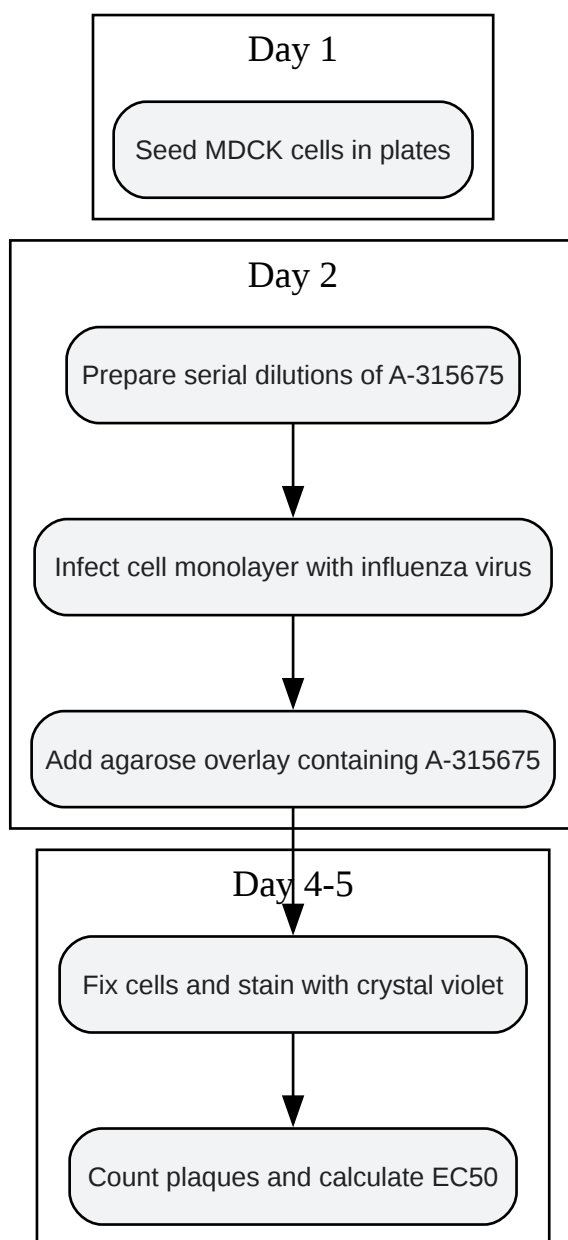 Day 1
Seed MDCK cells in plates
Day 2
Prepare serial dilutions of A-315675
Infect cell monolayer with influenza virus
Add agarose overlay containing A-315675
Day 4-5
Fix cells and stain with crystal violet
Count plaques and calculate EC50